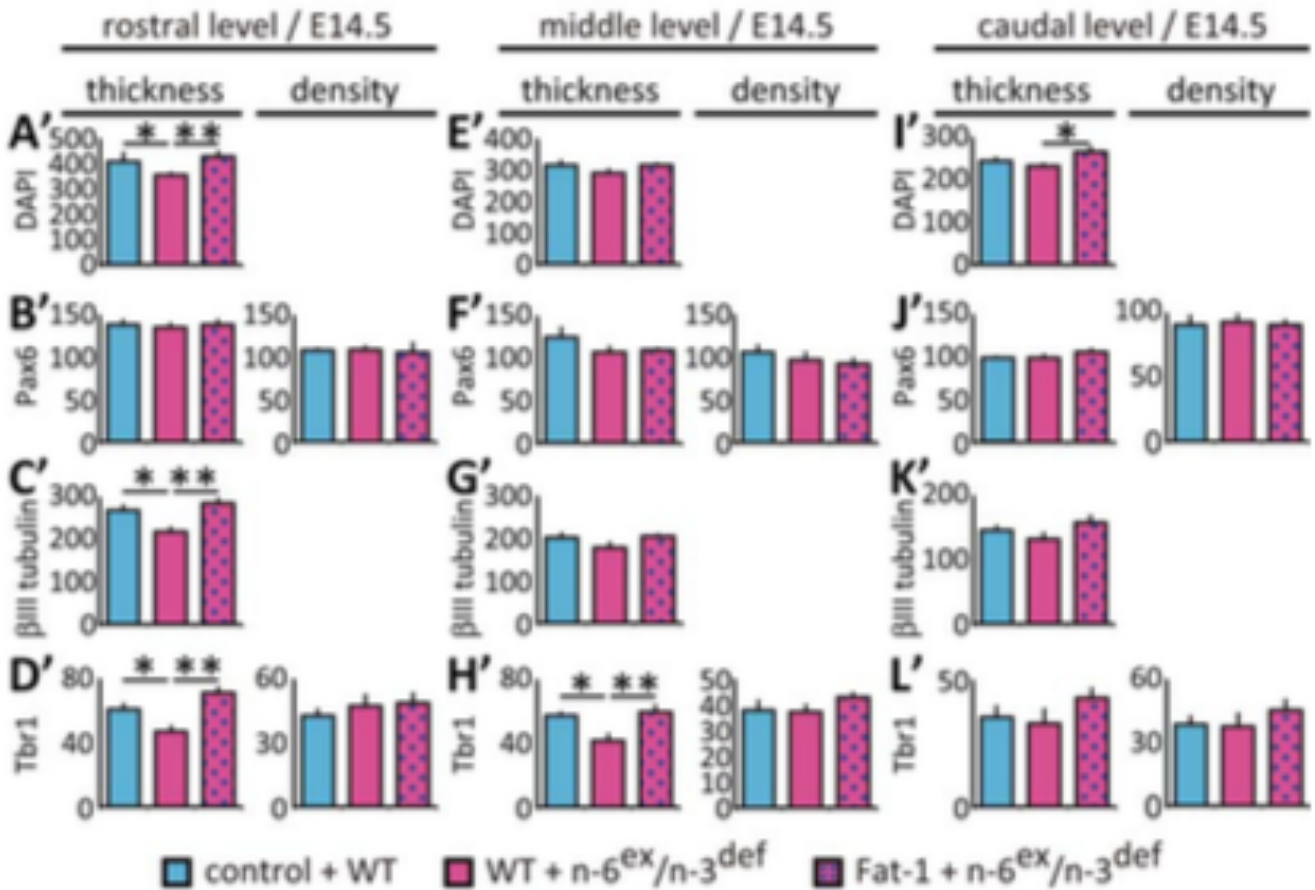 rostral level / E14.5 middle level / E14.5 caudal level / E14.5
thickness density thickness density thickness density
A' E' I'
DAPI 500 400 300 200 100 0 * **
DAPI 400 300 200 100 0
DAPI 300 200 100 0 *
B' F' J'
Pax6 150 100 50 0 150 100 50 0
Pax6 150 100 50 0 150 100 50 0
Pax6 150 100 50 0 100 50 0
C' G' K'
βIII tubulin 300 200 100 0 * **
βIII tubulin 300 200 100 0
βIII tubulin 200 100 0
D' H' L'
Tbr1 80 40 0 * ** 60 30 0
Tbr1 80 40 0 * ** 50 40 30 20 10 0
Tbr1 50 0 60 30 0
control + WT WT + n-6ex/n-3def Fat-1 + n-6ex/n-3def